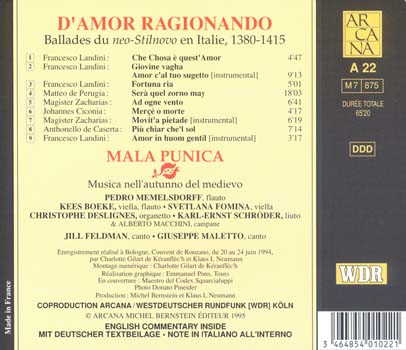 D'AMOR RAGIONANDO
Ballades du neo-Stilnovo en Italie, 1380-1415
1 Francesco Landini : Che Chosa è quest'Amor 4'47
2 Francesco Landini : Giovine vagha
Amor c'al tuo sugetto [instrumental] 9'13
3 Francesco Landini : Fortuna ria 5'01
4 Matteo de Perugia : Serà quel zorno may 18'03
5 Magister Zacharias : Ad ogne vento 6'41
6 Johannes Ciconia : Merçé o morte 4'17
7 Magister Zacharias : Movit'a pietade [instrumental] 3'19
8 Anthonello de Caserta : Più chiar che'l sol 7'14
9 Francesco Landini : Amor in huom gentil [instrumental] 3'17
MALA PUNICA
Musica nell'autunno del medievo
PEDRO MEMELSDORFF, flauto
KEES BOEKE, viella, flauto • SVETLANA FOMINA, viella
CHRISTOPHE DESLIGNES, organetto • KARL-ERNST SCHRÖDER, liuto
& ALBERTO MACCHINI, campane
JILL FELDMAN, canto • GIUSEPPE MALETTO, canto
Enregistrement réalisé à Bologne, Couvent de Ronzano, du 20 au 24 juin 1994,
par Charlotte Gilart de Kéranflèc'h et Klaus L Neumann
Montage numérique : Charlotte Gilart de Kéranflèc'h
Réalisation graphique : Emmanuel Pons, Tours
En couverture : Maestro del Codex Squarcialuppi
Photo Donato Pineider
Production : Michel Bernstein et Klaus L Neumann
COPRODUCTION ARCANA / WESTDEUTSCHER RUNDFUNK [WDR] KÖLN
© ARCANA MICHEL BERNSTEIN ÉDITEUR 1995
ENGLISH COMMENTARY INSIDE
MIT DEUTSCHER TEXTBEILAGE • NOTE IN ITALIANO ALL'INTERNO
Made in France
AR
CA
NA
A 22
M 7 875
DURÉE TOTALE
65'20
DDD
WDR
3 464854 010221